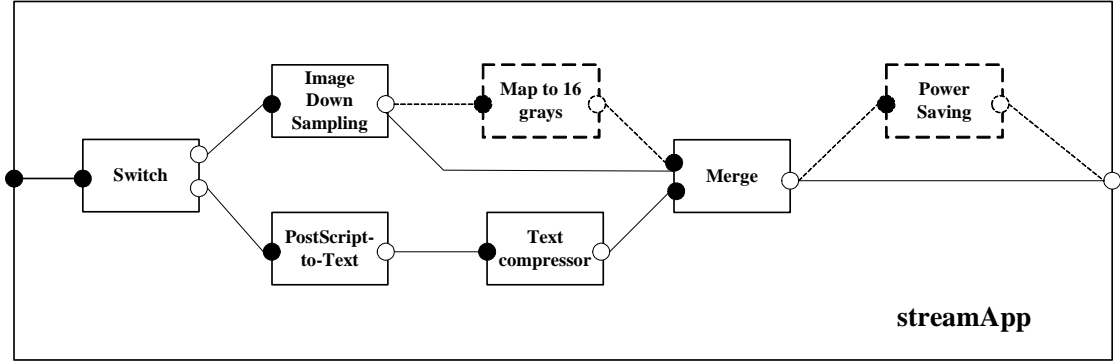 Switch
Image
Down
Sampling
Map to 16
grays
PostScript-
to-Text
Text
compressor
Merge
Power
Saving
streamApp